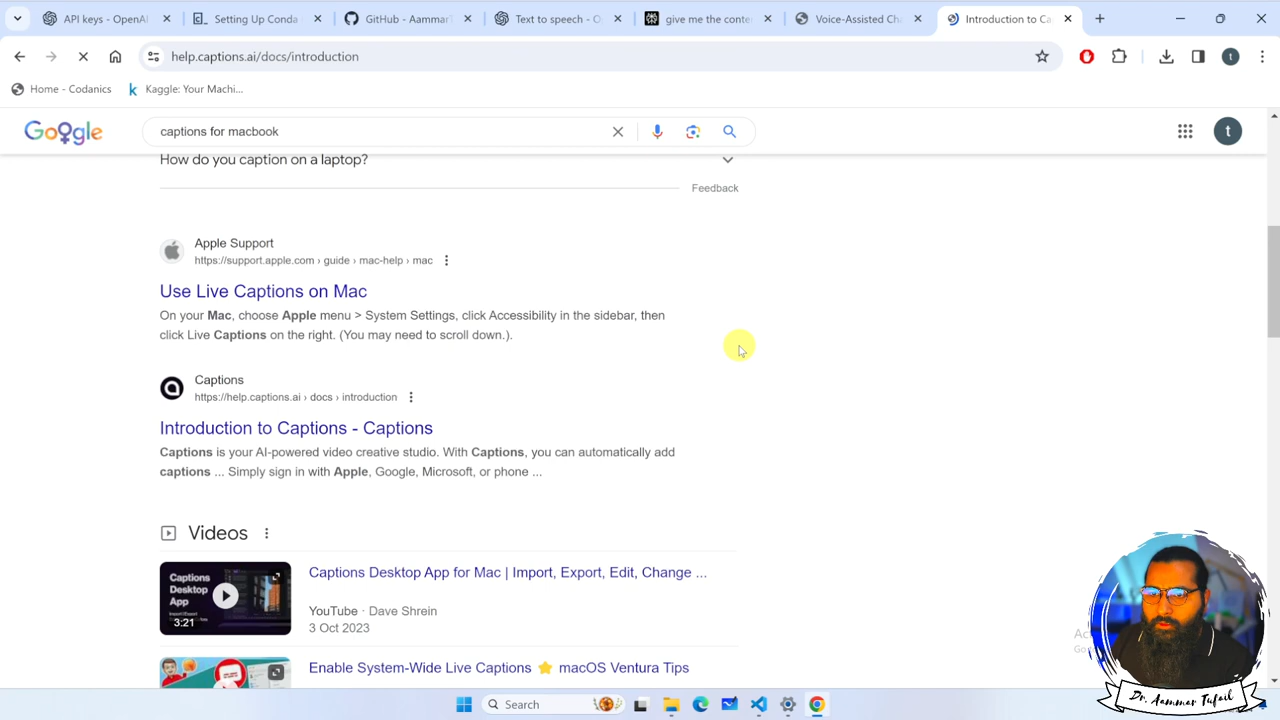 API keys - OpenAI
Setting Up Conda
GitHub - Aammar
Text to speech - O
give me the conte
Voice-Assisted Cha
Introduction to Ca
help.captions.ai/docs/introduction
Home - Codanics
Kaggle: Your Machi...
Google
captions for macbook
t
How do you caption on a laptop?
Feedback
Apple Support
https://support.apple.com › guide › mac-help › mac
Use Live Captions on Mac
On your Mac, choose Apple menu > System Settings, click Accessibility in the sidebar, then
click Live Captions on the right. (You may need to scroll down.).
Captions
https://help.captions.ai › docs › introduction
Introduction to Captions - Captions
Captions is your AI-powered video creative studio. With Captions, you can automatically add
captions ... Simply sign in with Apple, Google, Microsoft, or phone ...
Videos
Captions
Desktop
App
3:21
Captions Desktop App for Mac | Import, Export, Edit, Change ...
YouTube · Dave Shrein
3 Oct 2023
Enable System-Wide Live Captions ⭐ macOS Ventura Tips
Dr. Aammar Tufail
Search